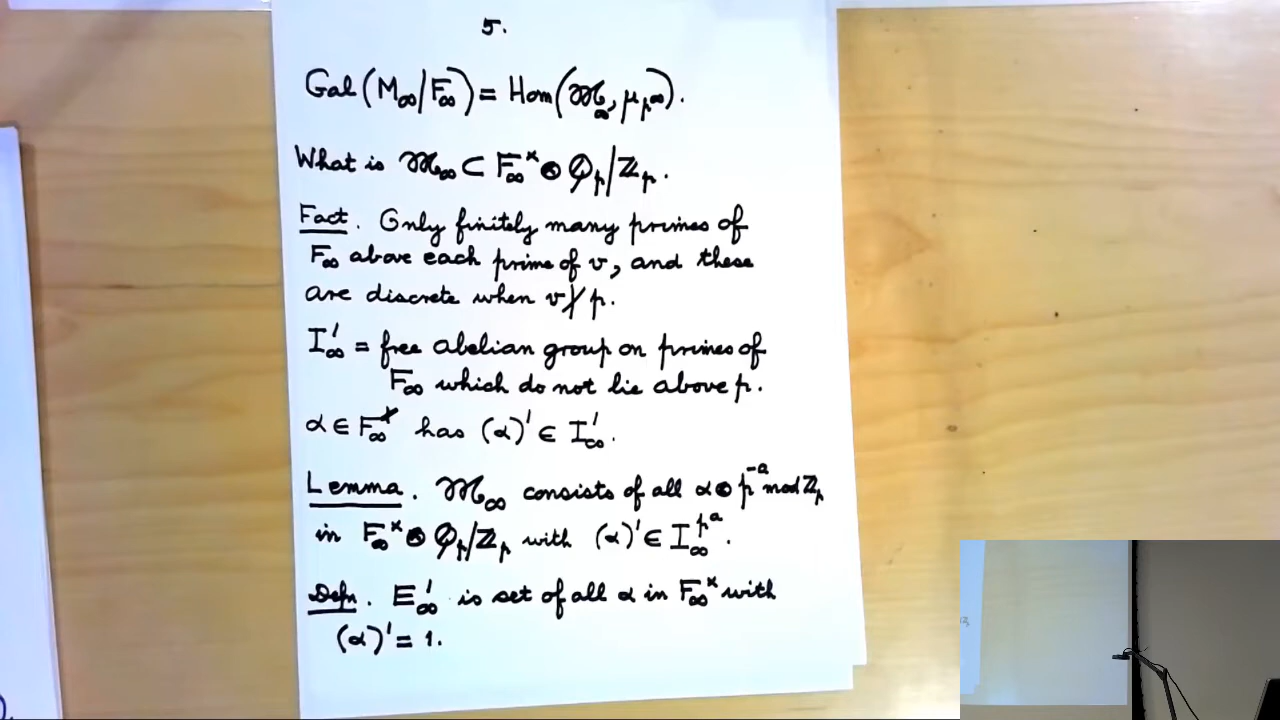 5.
Gal(M∞/F∞) = Hom(𝔐∞, μp∞).
What is 𝔐∞ ⊂ F∞ˣ ⊗ ℚp/ℤp.
Fact. Only finitely many primes of
F∞ above each prime of v, and these
are discrete when v∤p.
I'∞ = free abelian group on primes of
F∞ which do not lie above p.
α ∈ F∞ˣ has (α)' ∈ I'∞.
Lemma. 𝔐∞ consists of all α⊗p⁻ᵃ mod ℤp
in F∞ˣ ⊗ ℚp/ℤp with (α)' ∈ I∞^'pᵃ.
Defn. E'∞ is set of all α in F∞ˣ with
(α)' = 1.